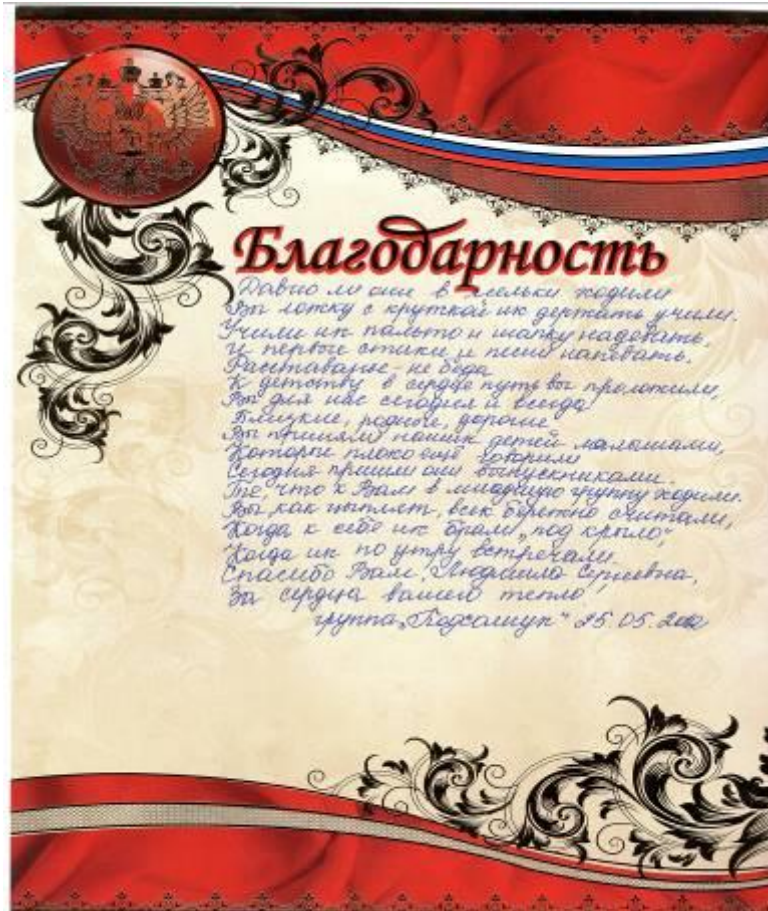 Благодарность
Давно ли они в ясельки ходили
Вы ложку с кружкой их держать учили.
Учили их пальто и шапку надевать,
И первые стихи и песни напевать.
Расставанье - не беда
К детству в сердце путь вы проложили,
Вы для нас сегодня и всегда
Близкие, родные, дорогие
Вы приняли наших детей малышами,
Которые плохо ещё говорили
Сегодня пришли они выпускниками.
Те, что к Вам в младшую группу ходили.
Вы, как цыплят, всех бережно считали,
Когда к себе их брали „под крыло",
Когда их по утру встречали.
Спасибо Вам, Людмила Сергеевна,
За сердца вашего тепло
группа „Подсолнух" 25.05.